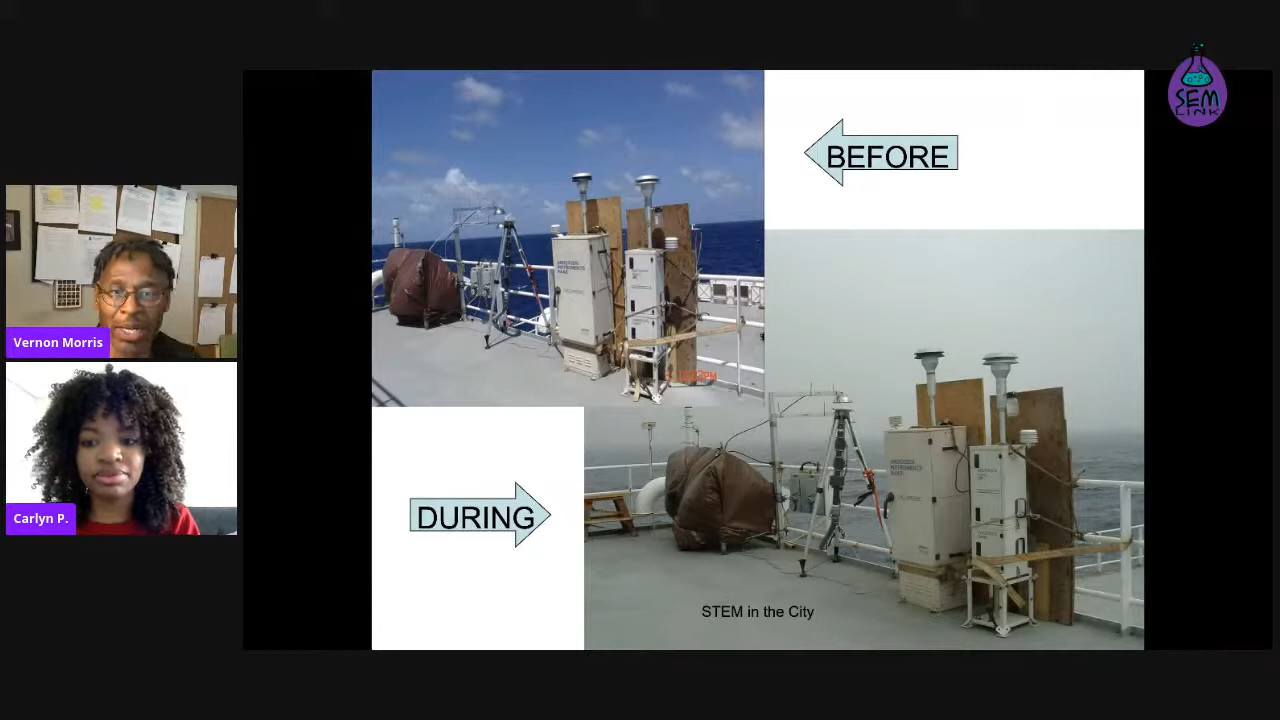 SEM
LINK
BEFORE
Vernon Morris
Carlyn P.
DURING
STEM in the City